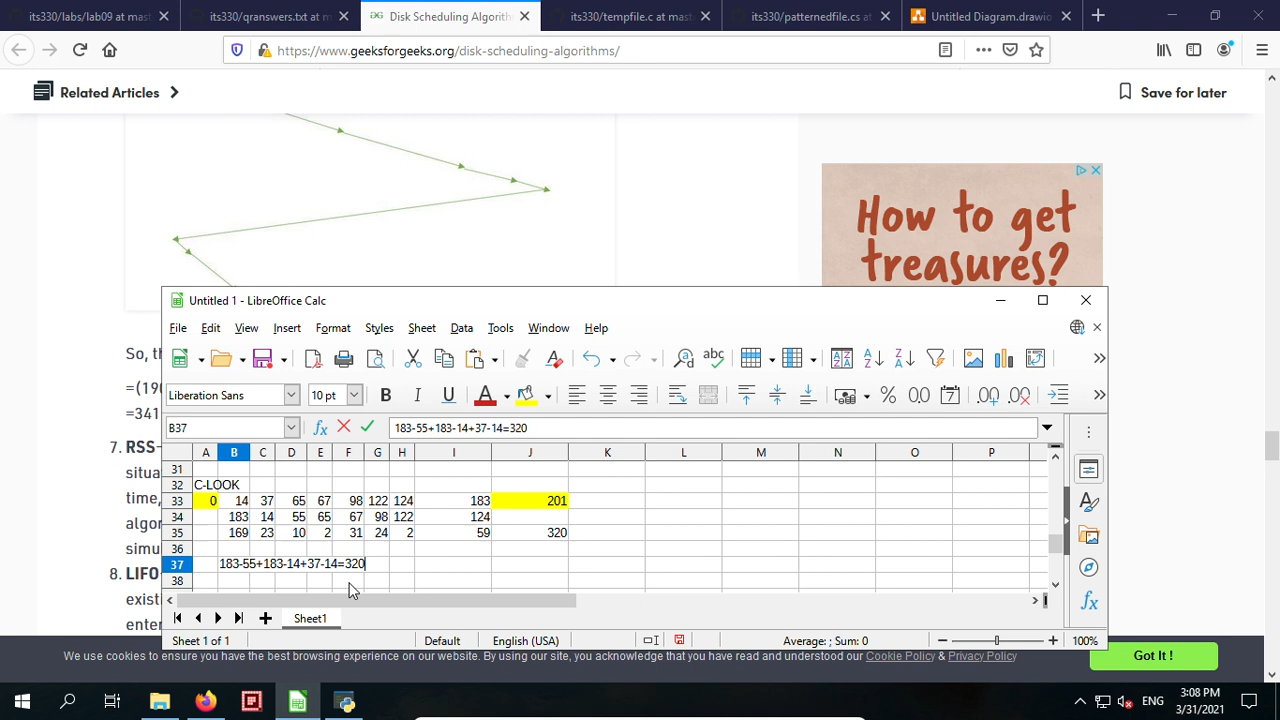 its330/labs/lab09 at mast
its330/qranswers.txt at m
Disk Scheduling Algorith
its330/tempfile.c at mast
its330/patternedfile.cs at
Untitled Diagram.drawio
https://www.geeksforgeeks.org/disk-scheduling-algorithms/
Related Articles
Save for later
How to get
treasures?
So, th
=(190
=341
7. RSS–
situa
time,
algor
simu
8. LIFO
existi
enter
Untitled 1 - LibreOffice Calc
File Edit View Insert Format Styles Sheet Data Tools Window Help
Liberation Sans 10 pt
B37 183-55+183-14+37-14=320
A B C D E F G H I J K L M N O P
31
32 C-LOOK
33 0 14 37 65 67 98 122 124 183 201
34 183 14 55 65 67 98 122 124
35 169 23 10 2 31 24 2 59 320
36
37 183-55+183-14+37-14=320
38
Sheet1
Sheet 1 of 1 Default English (USA) Average: ; Sum: 0 100%
We use cookies to ensure you have the best browsing experience on our website. By using our site, you acknowledge that you have read and understood our Cookie Policy & Privacy Policy
Got It !
ENG
3:08 PM
3/31/2021